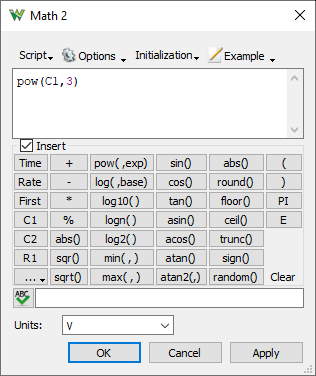 Math 2
Script Options Initialization Example
pow(C1,3)
Insert
Time + pow( ,exp) sin() abs() (
Rate - log( ,base) cos() round() )
First * log10( ) tan() floor() PI
C1 % logn( ) asin() ceil() E
C2 abs() log2( ) acos() trunc()
R1 sqr() min( , ) atan() sign()
... sqrt() max( , ) atan2(,) random() Clear
ABC
Units: V
OK Cancel Apply